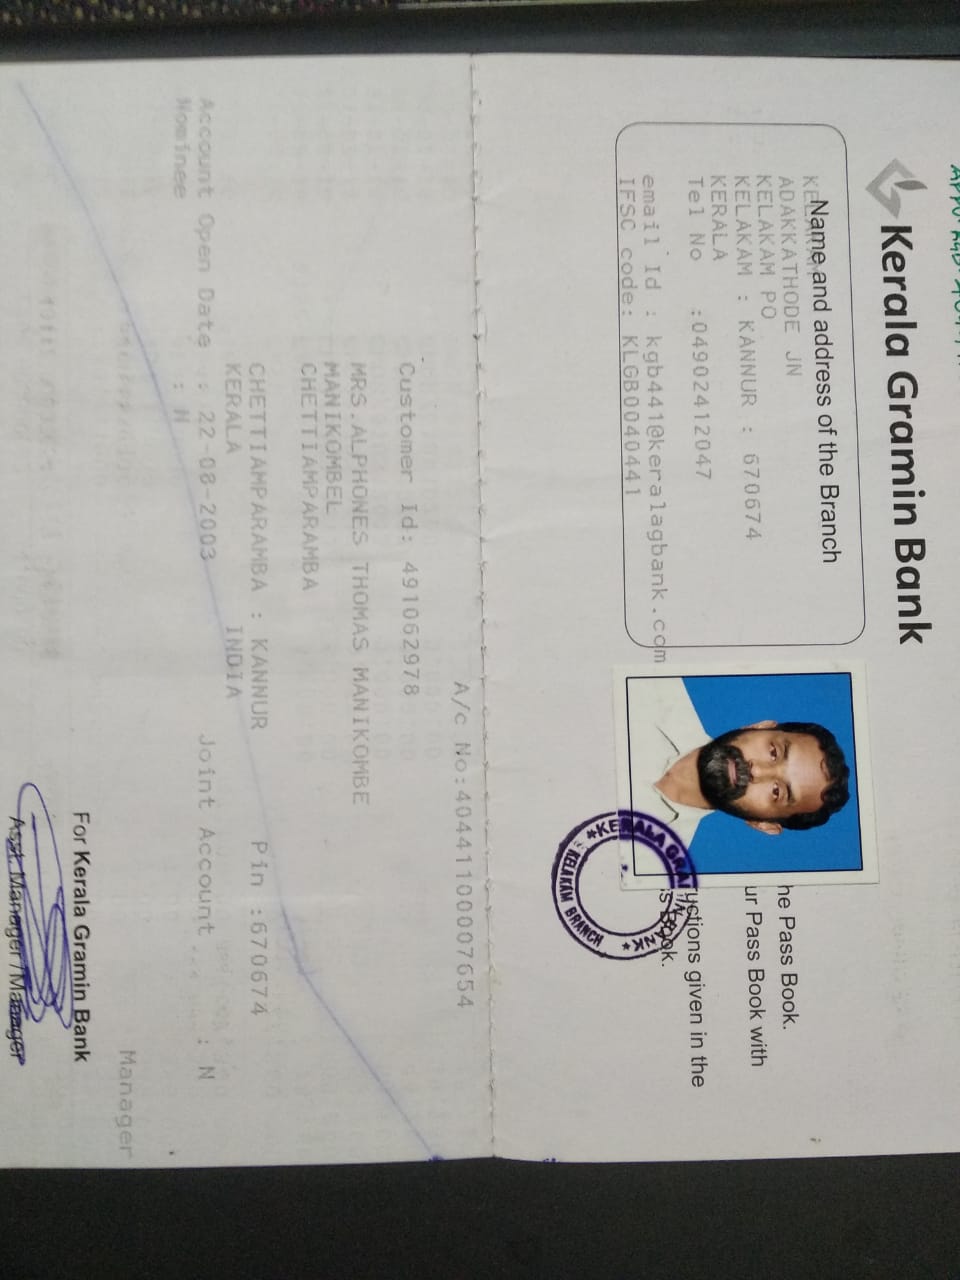 Kerala Gramin Bank
Name and address of the Branch
KELAKAM
ADAKKATHODE JN
KELAKAM PO
KELAKAM : KANNUR : 670674
KERALA
Tel No :04902412047
email Id : kgb441@keralagbank.com
IFSC code: KLGB0040441
he Pass Book.
ur Pass Book with
uctions given in the
is Book.
*KERALA GRAMIN BANK*
KELAKAM BRANCH
A/c No:40441100007654
Customer Id: 491062978
MRS.ALPHONES THOMAS MANIKOMBE
MANIKOMBEL
CHETTIAMPARAMBA
CHETTIAMPARAMBA : KANNUR Pin :670674
KERALA INDIA
Account Open Date : 22-08-2003 Joint Account : N
Nominee : N
Manager
For Kerala Gramin Bank
Asst. Manager / Manager